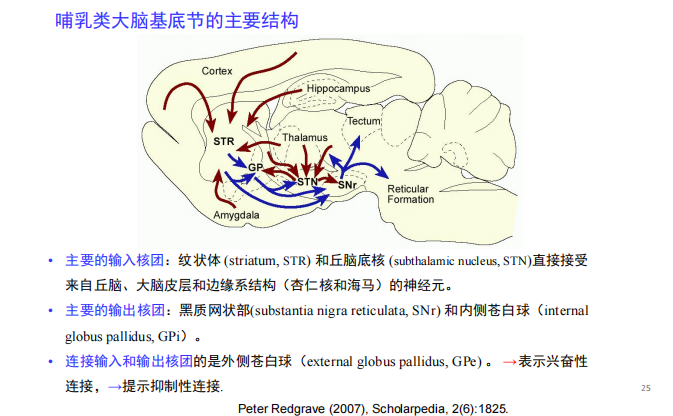 哺乳类大脑基底节的主要结构
Cortex
Hippocampus
Tectum
STR
Thalamus
GP
STN
SNr
Reticular
Formation
Amygdala
• 主要的输入核团：纹状体 (striatum, STR) 和丘脑底核 (subthalamic nucleus, STN)直接接受
来自丘脑、大脑皮层和边缘系结构（杏仁核和海马）的神经元。
• 主要的输出核团：黑质网状部(substantia nigra reticulata, SNr) 和内侧苍白球（internal
globus pallidus, GPi）。
• 连接输入和输出核团的是外侧苍白球（external globus pallidus, GPe) 。 →表示兴奋性
连接，→提示抑制性连接.
25
Peter Redgrave (2007), Scholarpedia, 2(6):1825.